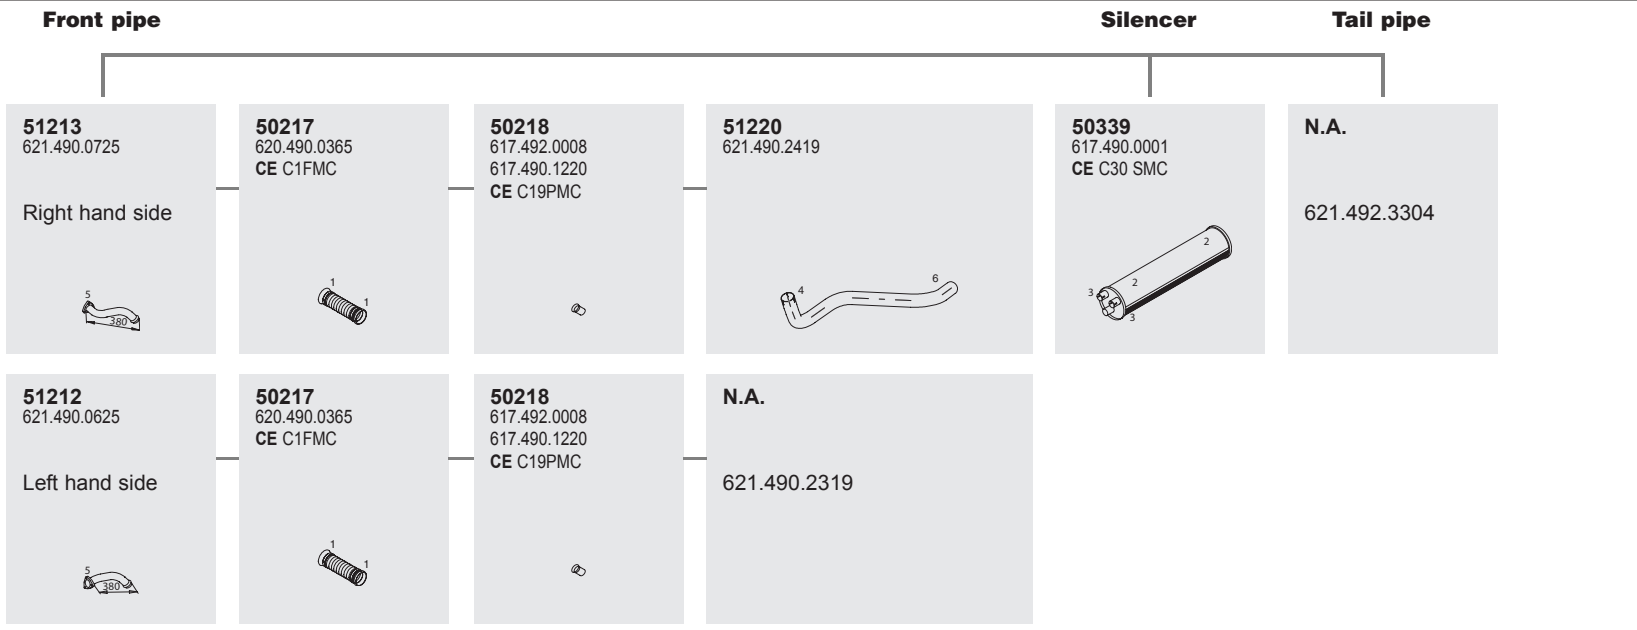 Front pipe
Silencer
Tail pipe
51213
621.490.0725
Right hand side
5
380
50217
620.490.0365
CE C1FMC
1
1
50218
617.492.0008
617.490.1220
CE C19PMC
51220
621.490.2419
4
6
50339
617.490.0001
CE C30 SMC
2
2
3
3
N.A.
621.492.3304
51212
621.490.0625
Left hand side
5
380
50217
620.490.0365
CE C1FMC
1
1
50218
617.492.0008
617.490.1220
CE C19PMC
N.A.
621.490.2319